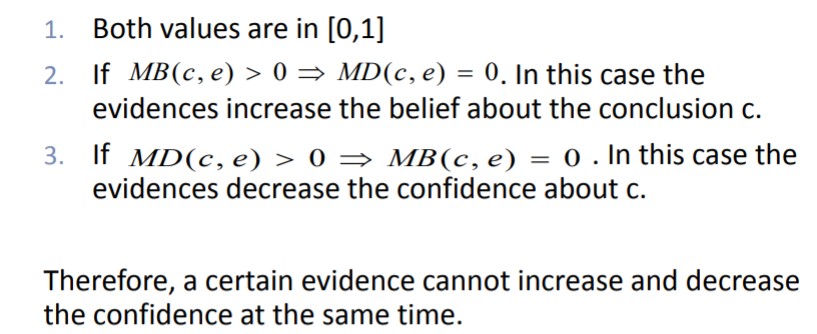 1. Both values are in [0,1]
2. If MB(c, e) > 0 ⇒ MD(c, e) = 0. In this case the
evidences increase the belief about the conclusion c.
3. If MD(c, e) > 0 ⇒ MB(c, e) = 0 . In this case the
evidences decrease the confidence about c.
Therefore, a certain evidence cannot increase and decrease
the confidence at the same time.